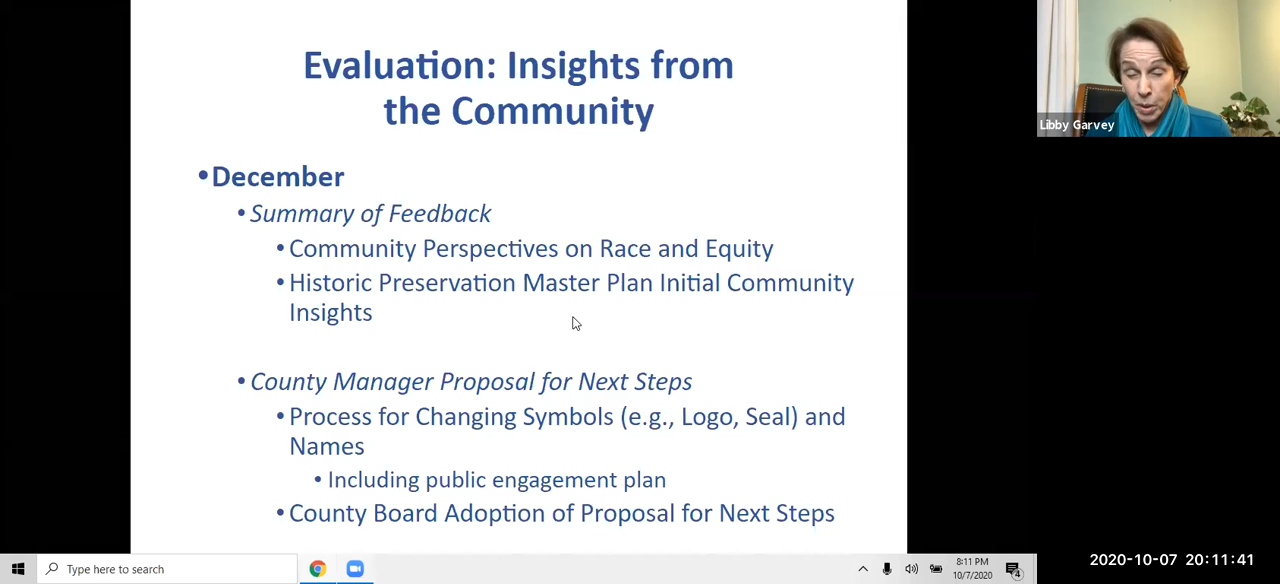 Evaluation: Insights from
the Community
•December
•Summary of Feedback
•Community Perspectives on Race and Equity
•Historic Preservation Master Plan Initial Community
Insights
•County Manager Proposal for Next Steps
•Process for Changing Symbols (e.g., Logo, Seal) and
Names
•Including public engagement plan
•County Board Adoption of Proposal for Next Steps
Libby Garvey
Type here to search
8:11 PM
10/7/2020
4
2020-10-07 20:11:41